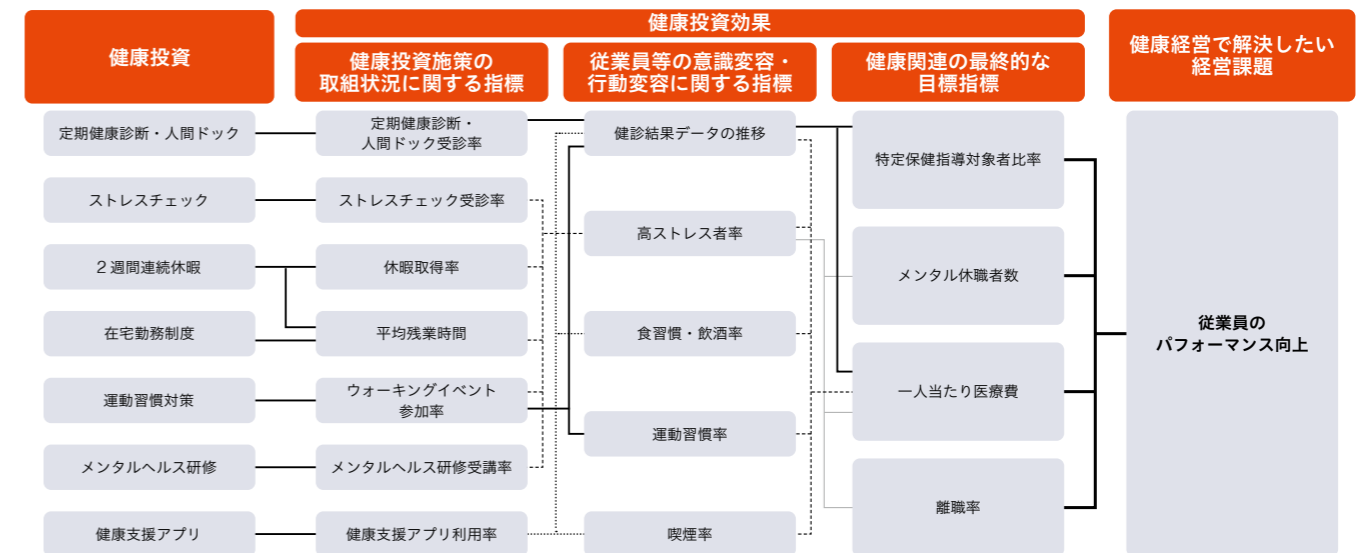 健康投資
健康投資効果
健康投資施策の
取組状況に関する指標
従業員等の意識変容・
行動変容に関する指標
健康関連の最終的な
目標指標
健康経営で解決したい
経営課題
定期健康診断・人間ドック
ストレスチェック
２週間連続休暇
在宅勤務制度
運動習慣対策
メンタルヘルス研修
健康支援アプリ
定期健康診断・
人間ドック受診率
ストレスチェック受診率
休暇取得率
平均残業時間
ウォーキングイベント
参加率
メンタルヘルス研修受講率
健康支援アプリ利用率
健診結果データの推移
高ストレス者率
食習慣・飲酒率
運動習慣率
喫煙率
特定保健指導対象者比率
メンタル休職者数
一人当たり医療費
離職率
従業員の
パフォーマンス向上